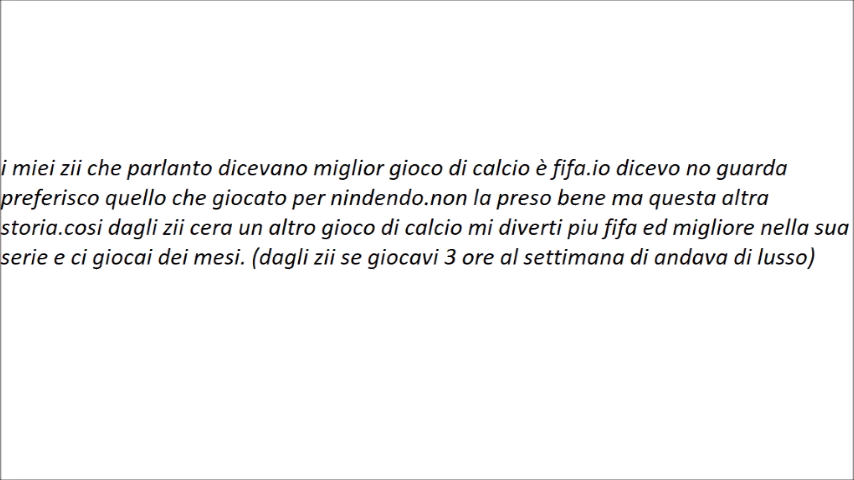 i miei zii che parlanto dicevano miglior gioco di calcio è fifa.io dicevo no guarda
preferisco quello che giocato per nindendo.non la preso bene ma questa altra
storia.cosi dagli zii cera un altro gioco di calcio mi diverti piu fifa ed migliore nella sua
serie e ci giocai dei mesi. (dagli zii se giocavi 3 ore al settimana di andava di lusso)